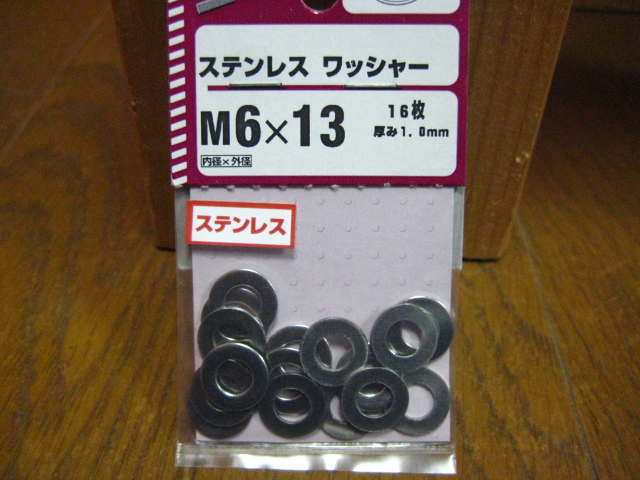 ステンレス ワッシャー
M6×13
16枚
厚み1.0mm
内径×外径
ステンレス